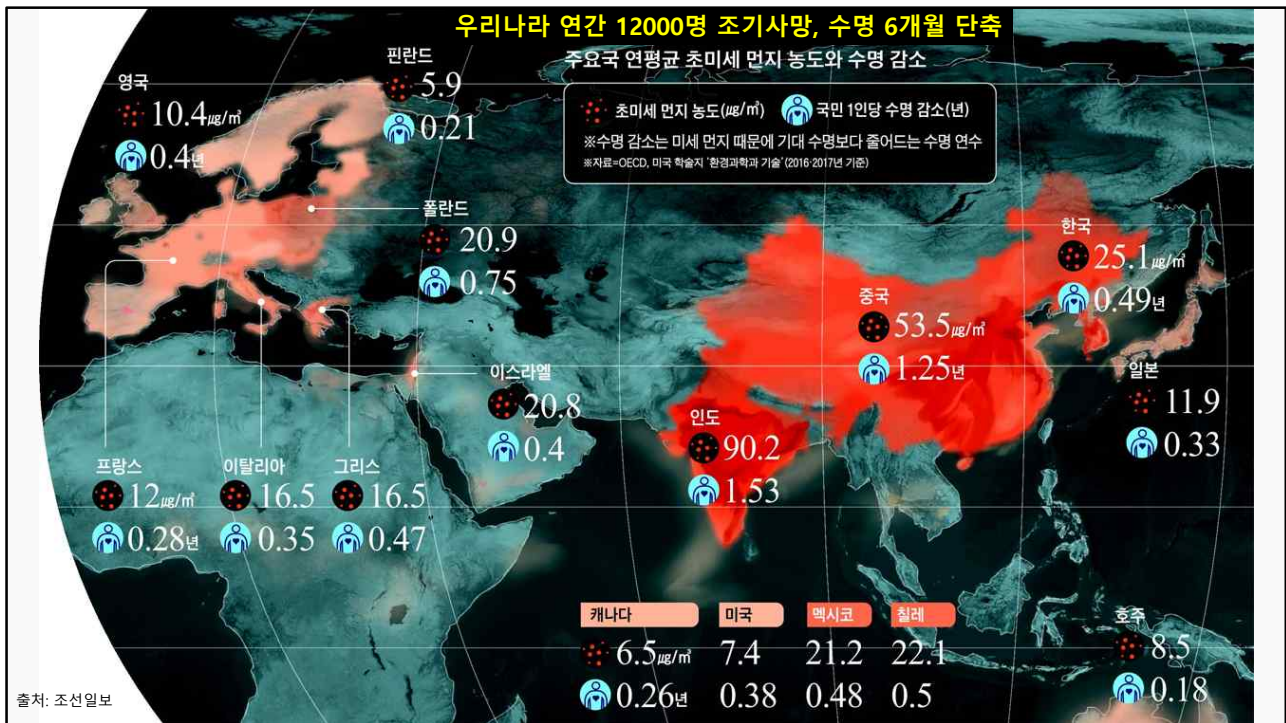 우리나라 연간 12000명 조기사망, 수명 6개월 단축
주요국 연평균 초미세 먼지 농도와 수명 감소
초미세 먼지 농도(㎍/㎥) 국민 1인당 수명 감소(년)
※수명 감소는 미세 먼지 때문에 기대 수명보다 줄어드는 수명 연수
※자료=OECD, 미국 학술지 '환경과학과 기술' (2016·2017년 기준)
핀란드
5.9
0.21
영국
10.4㎍/㎥
0.4년
폴란드
20.9
0.75
한국
25.1㎍/㎥
0.49년
중국
53.5㎍/㎥
1.25년
일본
11.9
0.33
이스라엘
20.8
0.4
인도
90.2
1.53
프랑스
12㎍/㎥
0.28년
이탈리아
16.5
0.35
그리스
16.5
0.47
캐나다 미국 멕시코 칠레
6.5㎍/㎥ 7.4 21.2 22.1
0.26년 0.38 0.48 0.5
호주
8.5
0.18
출처: 조선일보